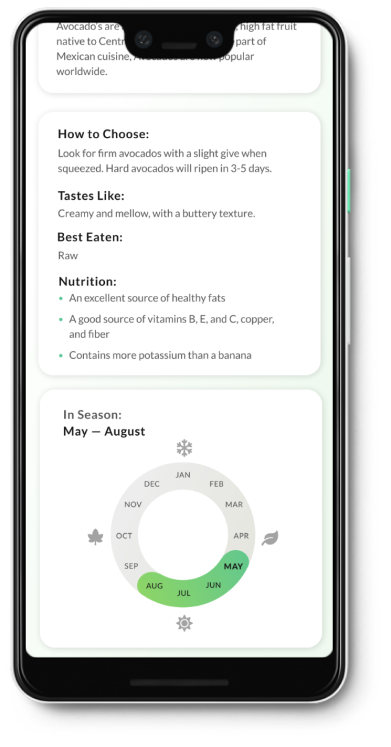 Avocado's are
, high fat fruit
native to Centr
part of
Mexican cuisine,
popular
worldwide.
How to Choose:
Look for firm avocados with a slight give when
squeezed. Hard avocados will ripen in 3-5 days.
Tastes Like:
Creamy and mellow, with a buttery texture.
Best Eaten:
Raw
Nutrition:
• An excellent source of healthy fats
• A good source of vitamins B, E, and C, copper,
and fiber
• Contains more potassium than a banana
In Season:
May — August
JAN
FEB
MAR
APR
MAY
JUN
JUL
AUG
SEP
OCT
NOV
DEC